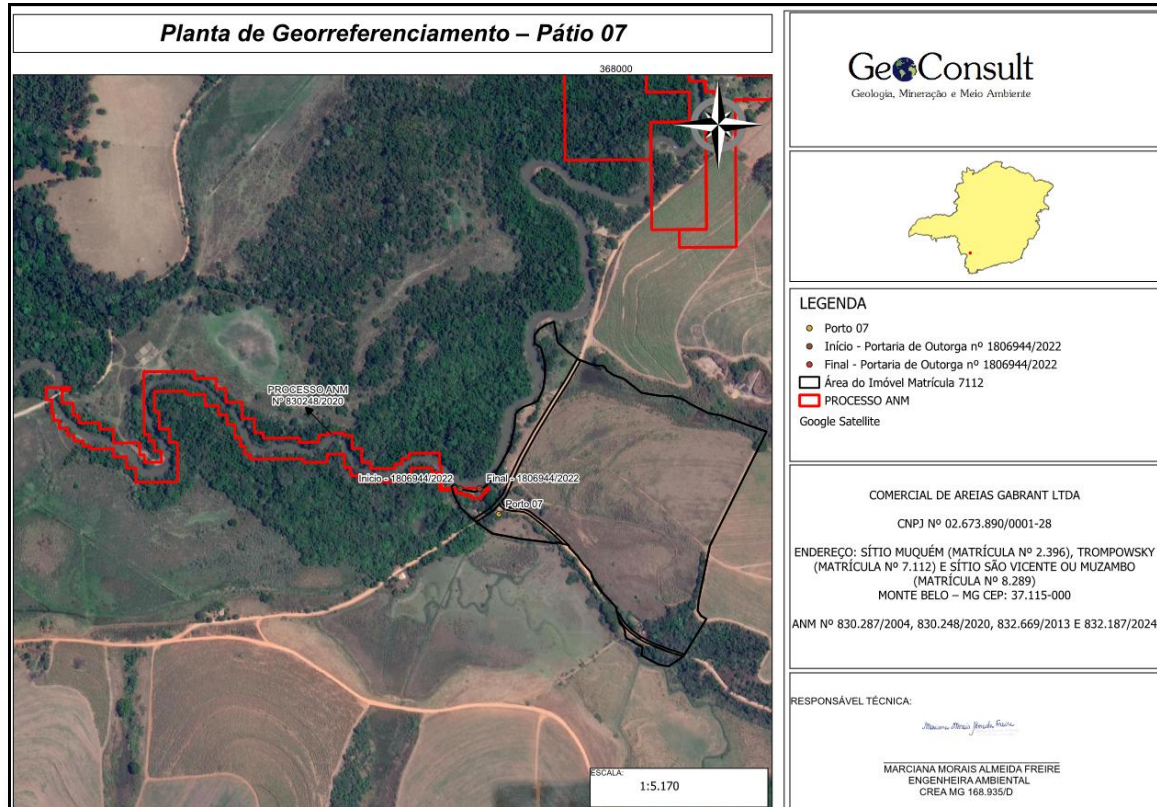 Planta de Georreferenciamento – Pátio 07
368000
PROCESSO ANM
Nº 830248/2020
Início - 1806944/2022
Final - 1806944/2022
Porto 07
ESCALA:
1:5.170
GeoConsult
Geologia, Mineração e Meio Ambiente
LEGENDA
Porto 07
Início - Portaria de Outorga nº 1806944/2022
Final - Portaria de Outorga nº 1806944/2022
Área do Imóvel Matrícula 7112
PROCESSO ANM
Google Satellite
COMERCIAL DE AREIAS GABRANT LTDA
CNPJ Nº 02.673.890/0001-28
ENDEREÇO: SÍTIO MUQUÉM (MATRÍCULA Nº 2.396), TROMPOWSKY
(MATRÍCULA Nº 7.112) E SÍTIO SÃO VICENTE OU MUZAMBO
(MATRÍCULA Nº 8.289)
MONTE BELO – MG CEP: 37.115-000
ANM Nº 830.287/2004, 830.248/2020, 832.669/2013 E 832.187/2024
RESPONSÁVEL TÉCNICA:
Marciana Morais Almeida Freire
MARCIANA MORAIS ALMEIDA FREIRE
ENGENHEIRA AMBIENTAL
CREA MG 168.935/D